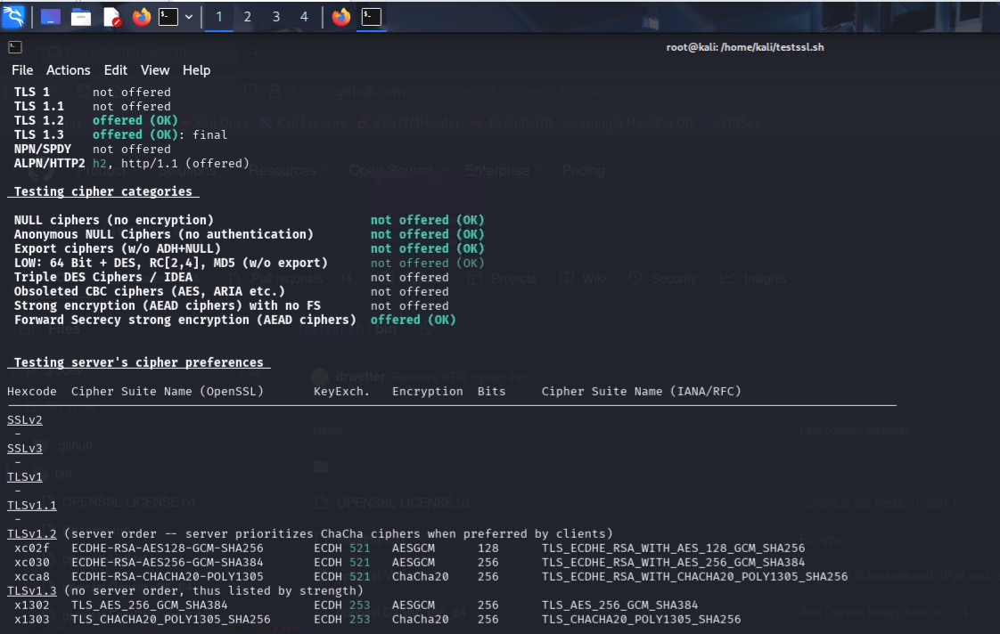 1 2 3 4
root@kali: /home/kali/testssl.sh
File Actions Edit View Help
TLS 1 not offered
TLS 1.1 not offered
TLS 1.2 offered (OK)
TLS 1.3 offered (OK): final
NPN/SPDY not offered
ALPN/HTTP2 h2, http/1.1 (offered)
Testing cipher categories
NULL ciphers (no encryption) not offered (OK)
Anonymous NULL Ciphers (no authentication) not offered (OK)
Export ciphers (w/o ADH+NULL) not offered (OK)
LOW: 64 Bit + DES, RC[2,4], MD5 (w/o export) not offered (OK)
Triple DES Ciphers / IDEA not offered
Obsoleted CBC ciphers (AES, ARIA etc.) not offered
Strong encryption (AEAD ciphers) with no FS not offered
Forward Secrecy strong encryption (AEAD ciphers) offered (OK)
Testing server's cipher preferences
Hexcode Cipher Suite Name (OpenSSL) KeyExch. Encryption Bits Cipher Suite Name (IANA/RFC)
SSLv2
-
SSLv3
-
TLSv1
-
TLSv1.1
-
TLSv1.2 (server order -- server prioritizes ChaCha ciphers when preferred by clients)
xc02f ECDHE-RSA-AES128-GCM-SHA256 ECDH 521 AESGCM 128 TLS_ECDHE_RSA_WITH_AES_128_GCM_SHA256
xc030 ECDHE-RSA-AES256-GCM-SHA384 ECDH 521 AESGCM 256 TLS_ECDHE_RSA_WITH_AES_256_GCM_SHA384
xcca8 ECDHE-RSA-CHACHA20-POLY1305 ECDH 521 ChaCha20 256 TLS_ECDHE_RSA_WITH_CHACHA20_POLY1305_SHA256
TLSv1.3 (no server order, thus listed by strength)
x1302 TLS_AES_256_GCM_SHA384 ECDH 253 AESGCM 256 TLS_AES_256_GCM_SHA384
x1303 TLS_CHACHA20_POLY1305_SHA256 ECDH 253 ChaCha20 256 TLS_CHACHA20_POLY1305_SHA256